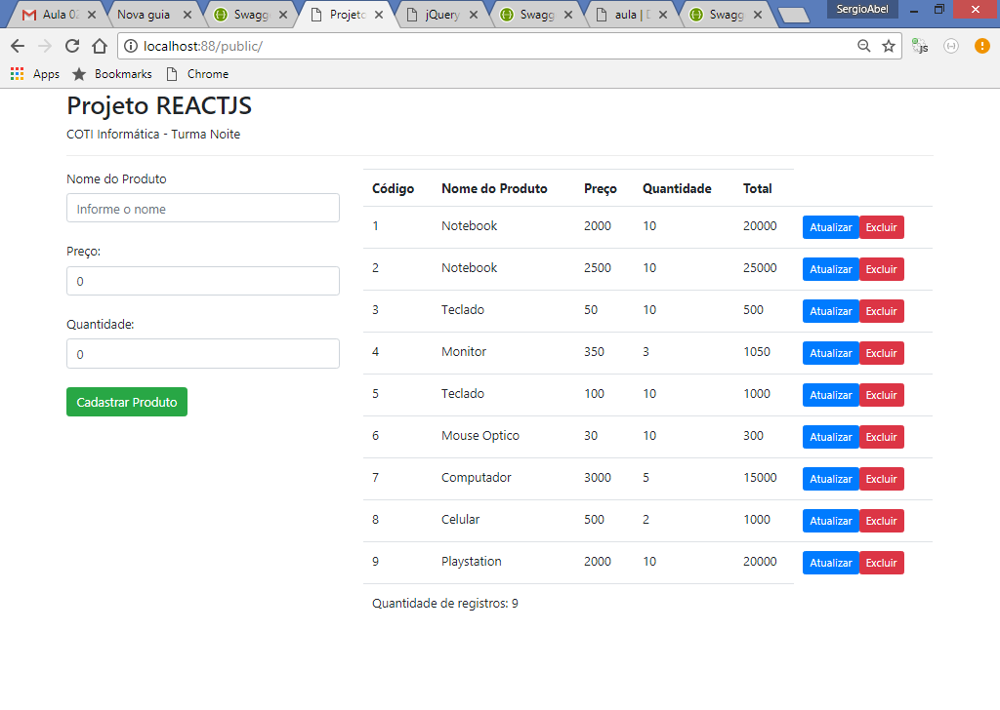 Aula 03
Nova guia
Swagg
Projeto
jQuery
Swagg
aula | D
Swagg
SergioAbel
localhost:88/public/
JS
Apps
Bookmarks
Chrome
Projeto REACTJS
COTI Informática - Turma Noite
Nome do Produto
Informe o nome
Preço:
0
Quantidade:
0
Cadastrar Produto
Código Nome do Produto Preço Quantidade Total
1 Notebook 2000 10 20000 Atualizar Excluir
2 Notebook 2500 10 25000 Atualizar Excluir
3 Teclado 50 10 500 Atualizar Excluir
4 Monitor 350 3 1050 Atualizar Excluir
5 Teclado 100 10 1000 Atualizar Excluir
6 Mouse Optico 30 10 300 Atualizar Excluir
7 Computador 3000 5 15000 Atualizar Excluir
8 Celular 500 2 1000 Atualizar Excluir
9 Playstation 2000 10 20000 Atualizar Excluir
Quantidade de registros: 9